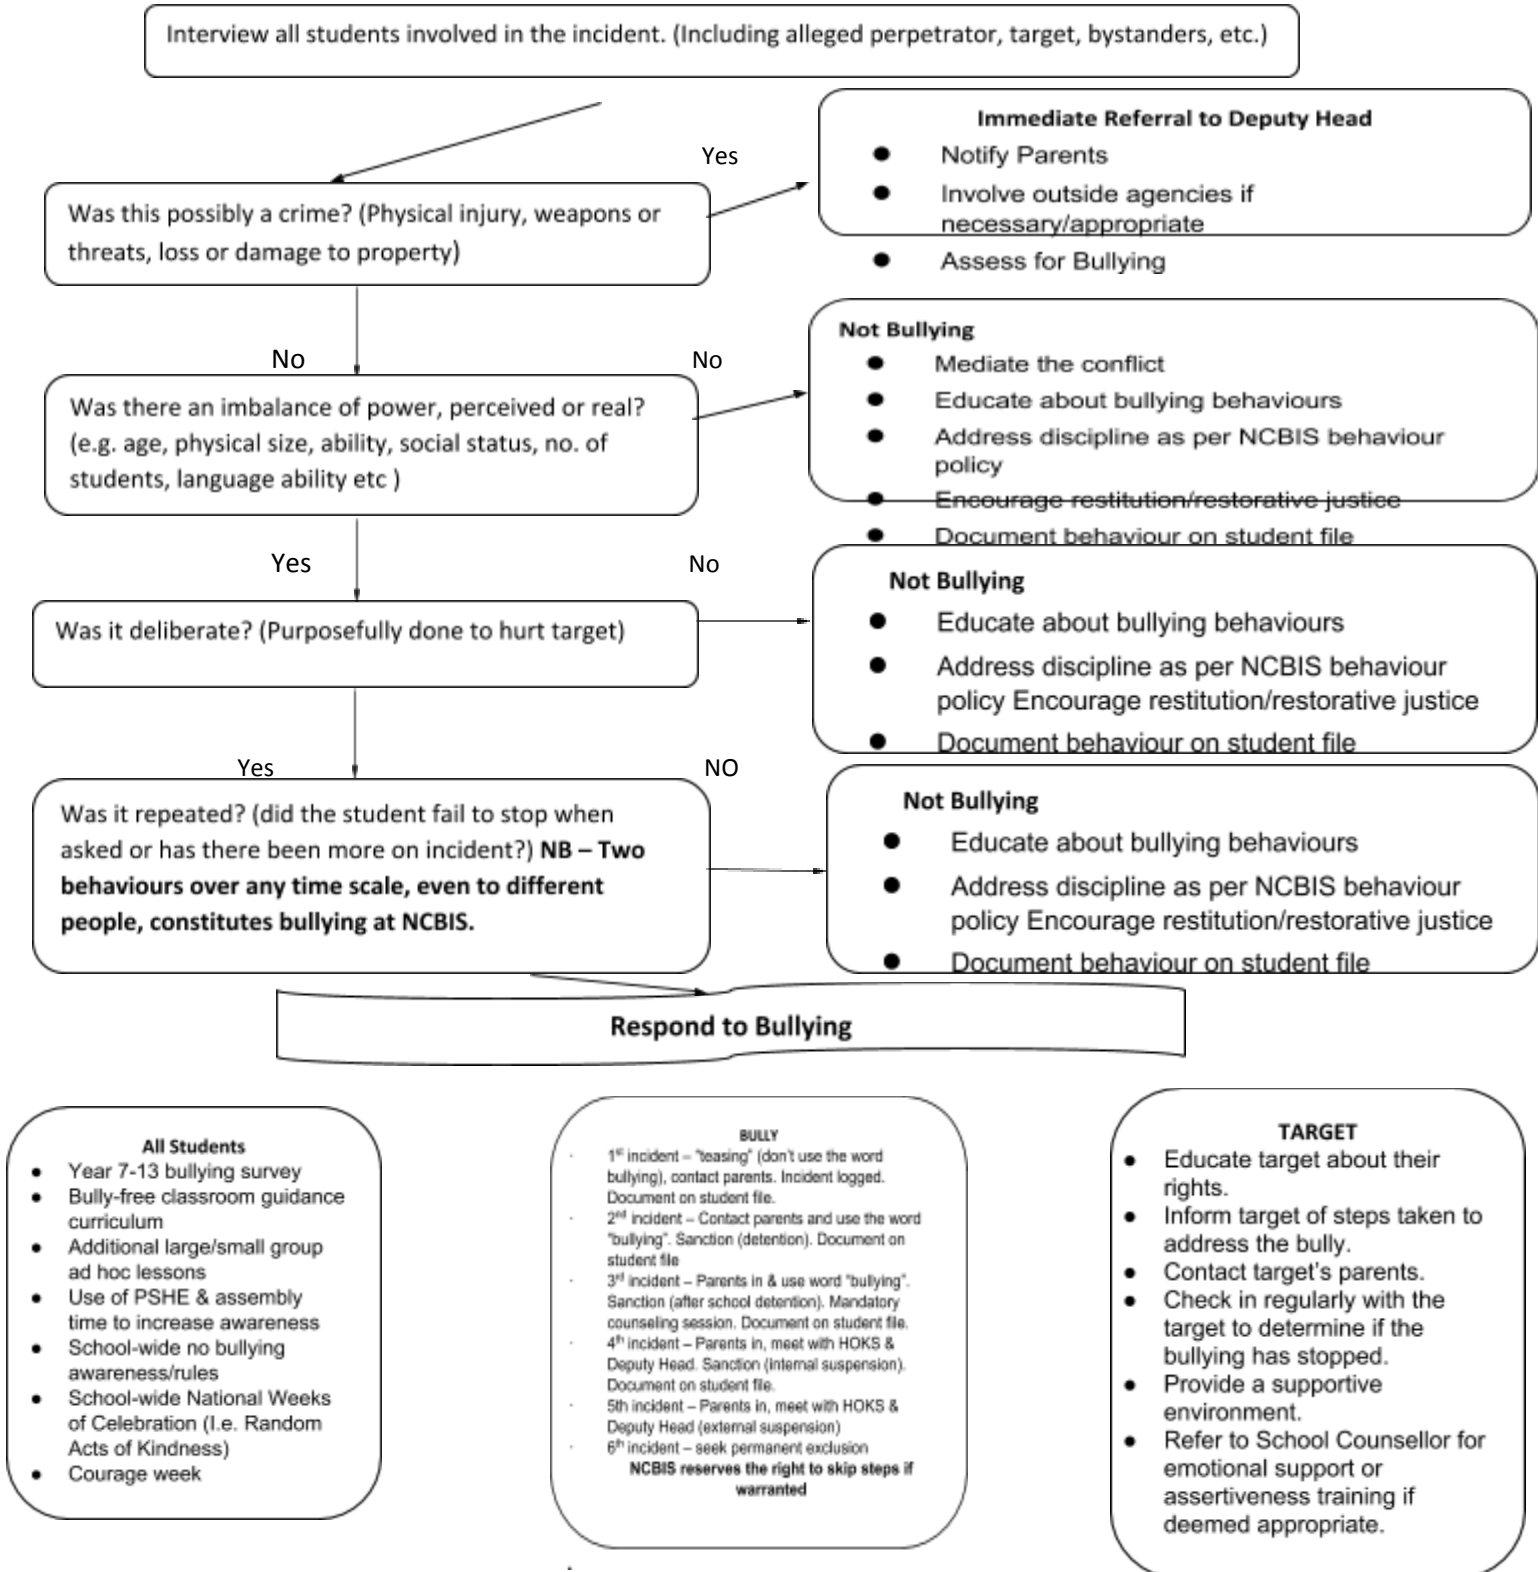 Interview all students involved in the incident. (Including alleged perpetrator, target, bystanders, etc.)
Yes
Immediate Referral to Deputy Head
● Notify Parents
● Involve outside agencies if
necessary/appropriate
● Assess for Bullying
Was this possibly a crime? (Physical injury, weapons or
threats, loss or damage to property)
No
No
Not Bullying
● Mediate the conflict
● Educate about bullying behaviours
● Address discipline as per NCBIS behaviour
policy
● Encourage restitution/restorative justice
● Document behaviour on student file
Was there an imbalance of power, perceived or real?
(e.g. age, physical size, ability, social status, no. of
students, language ability etc )
Yes
No
Not Bullying
● Educate about bullying behaviours
● Address discipline as per NCBIS behaviour
policy Encourage restitution/restorative justice
● Document behaviour on student file
Was it deliberate? (Purposefully done to hurt target)
Yes
NO
Not Bullying
● Educate about bullying behaviours
● Address discipline as per NCBIS behaviour
policy Encourage restitution/restorative justice
● Document behaviour on student file
Was it repeated? (did the student fail to stop when
asked or has there been more on incident?) NB – Two
behaviours over any time scale, even to different
people, constitutes bullying at NCBIS.
Respond to Bullying
All Students
● Year 7-13 bullying survey
● Bully-free classroom guidance
curriculum
● Additional large/small group
ad hoc lessons
● Use of PSHE & assembly
time to increase awareness
● School-wide no bullying
awareness/rules
● School-wide National Weeks
of Celebration (I.e. Random
Acts of Kindness)
● Courage week
BULLY
· 1st incident – "teasing" (don't use the word
bullying), contact parents. Incident logged.
Document on student file.
· 2nd incident – Contact parents and use the word
"bullying". Sanction (detention). Document on
student file
· 3rd incident – Parents in & use word "bullying".
Sanction (after school detention). Mandatory
counseling session. Document on student file.
· 4th incident – Parents in, meet with HOKS &
Deputy Head. Sanction (internal suspension).
Document on student file.
· 5th incident – Parents in, meet with HOKS &
Deputy Head (external suspension)
· 6th incident – seek permanent exclusion
NCBIS reserves the right to skip steps if
warranted
TARGET
● Educate target about their
rights.
● Inform target of steps taken to
address the bully.
● Contact target's parents.
● Check in regularly with the
target to determine if the
bullying has stopped.
● Provide a supportive
environment.
● Refer to School Counsellor for
emotional support or
assertiveness training if
deemed appropriate.